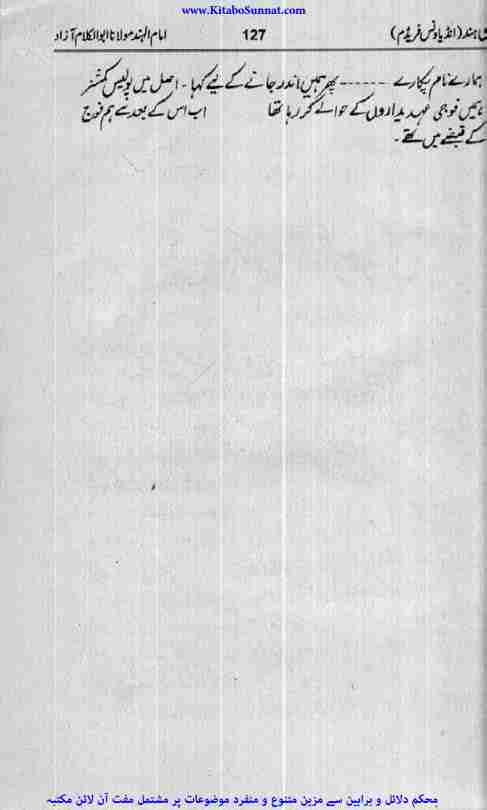 www.KitaboSunnat.com
ہند (انڈیا ونس فریڈم) 127 امام الہند مولانا ابوالکلام آزاد
ہمارے نام پکارے ------ پھر ہمیں اندر جانے کے لیے کہا۔ اصل میں پولیس کمشنر
ہمیں فوجی عہدیداروں کے حوالے کر رہا تھا اب اس کے بعد سے ہم فوج
کے قبضے میں تھے۔
محکم دلائل و براہین سے مزین متنوع و منفرد موضوعات پر مشتمل مفت آن لائن مکتبہ